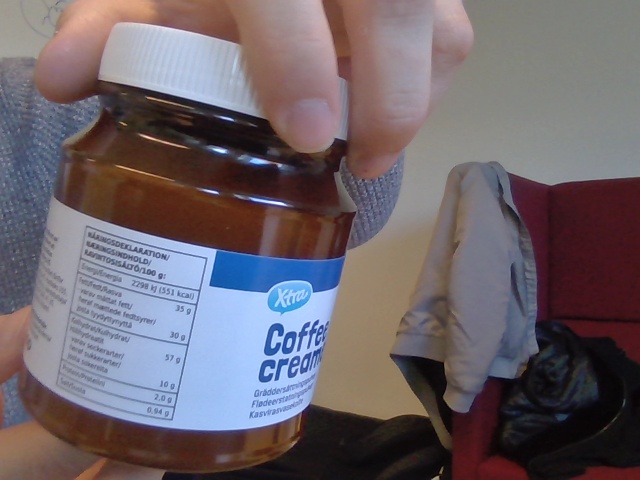 NÄRINGSDEKLARATION/
NÆRINGSINDHOLD/
RAVINTOSISÄLTÖ/100 g:
Energi/Energia 2298 kJ (551 kcal)
Fett/Fedt/Rasva 35 g
varav mättat fett/
heraf mættede fedtsyrer/
josta tyydyttynyttä 30 g
Kolhydrat/Kulhydrat/
Hiilihydraatit 57 g
varav sockerarter/
heraf sukkerarter/
josta sokereita 10 g
Protein/Proteiini 2,0 g
Salt/Suola 0,94 g
Xtra
Coffee
cream